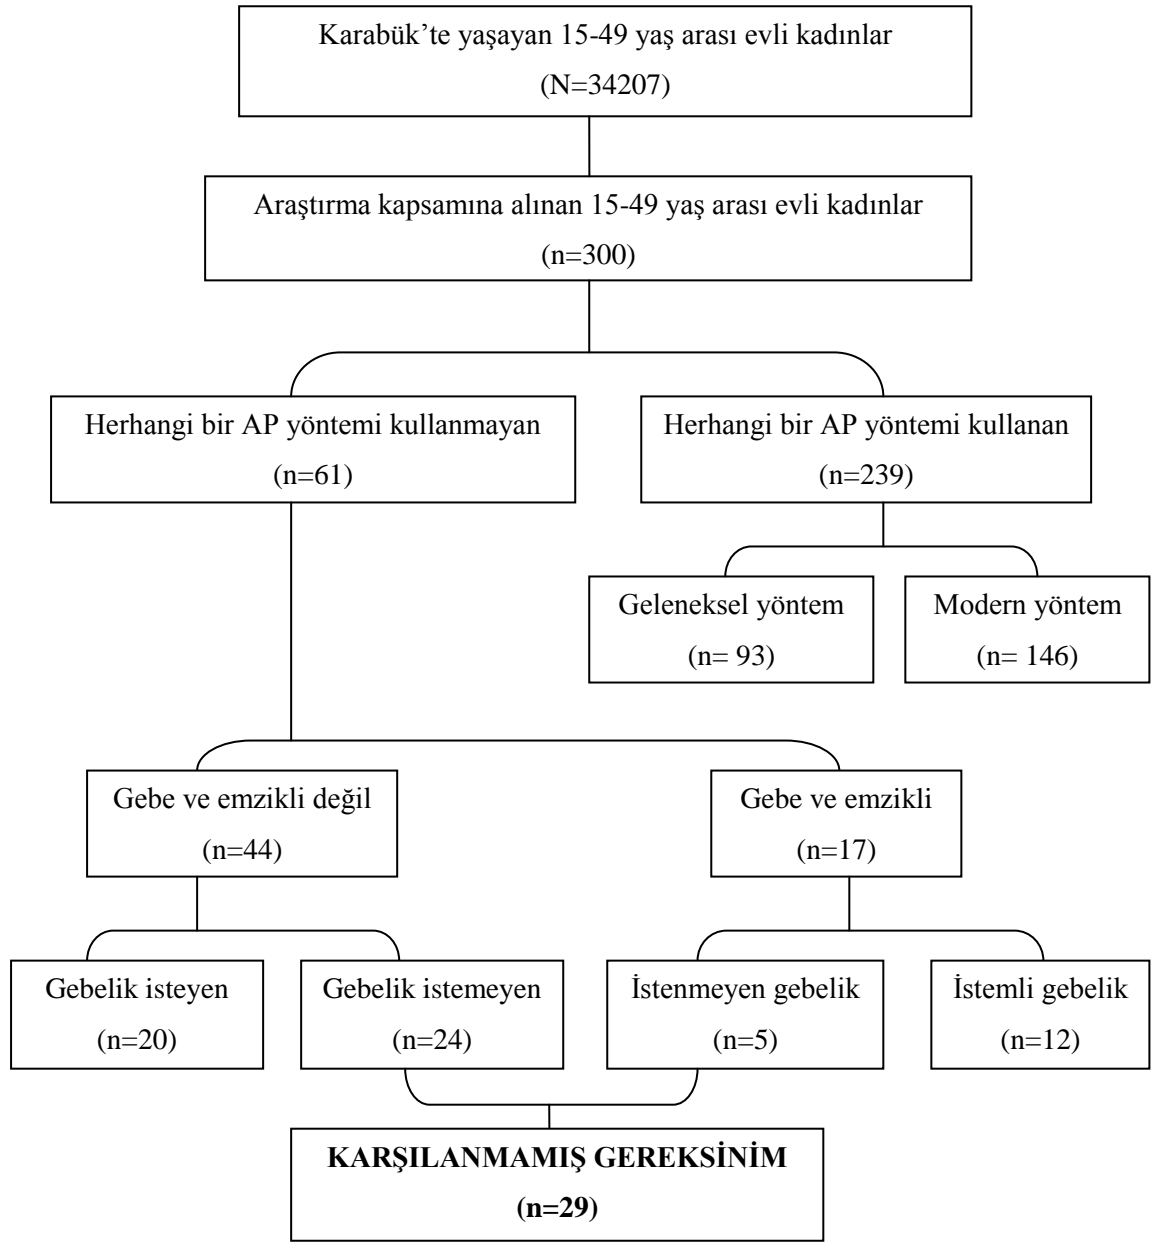 Karabük’te yaşayan 15-49 yaş arası evli kadınlar
(N=34207)
Araştırma kapsamına alınan 15-49 yaş arası evli kadınlar
(n=300)
Herhangi bir AP yöntemi kullanmayan
(n=61)
Herhangi bir AP yöntemi kullanan
(n=239)
Geleneksel yöntem
(n= 93)
Modern yöntem
(n= 146)
Gebe ve emzikli değil
(n=44)
Gebe ve emzikli
(n=17)
Gebelik isteyen
(n=20)
Gebelik istemeyen
(n=24)
İstenmeyen gebelik
(n=5)
İstemli gebelik
(n=12)
KARŞILANMAMIŞ GEREKSİNİM
(n=29)